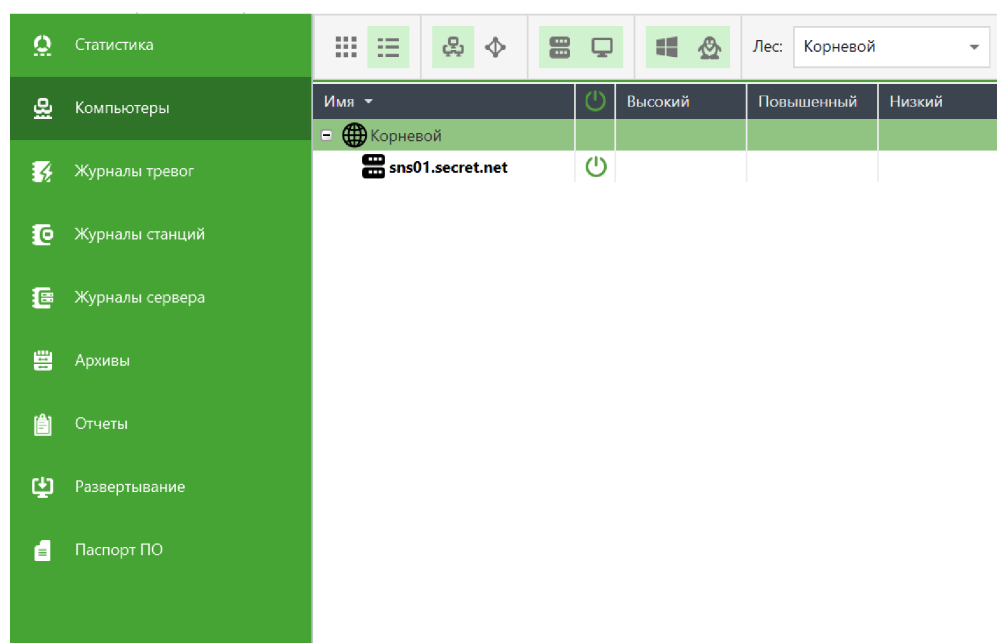 Статистика
Компьютеры
Журналы тревог
Журналы станций
Журналы сервера
Архивы
Отчеты
Развертывание
Паспорт ПО
Лес: Корневой
Имя Высокий Повышенный Низкий
Корневой
sns01.secret.net